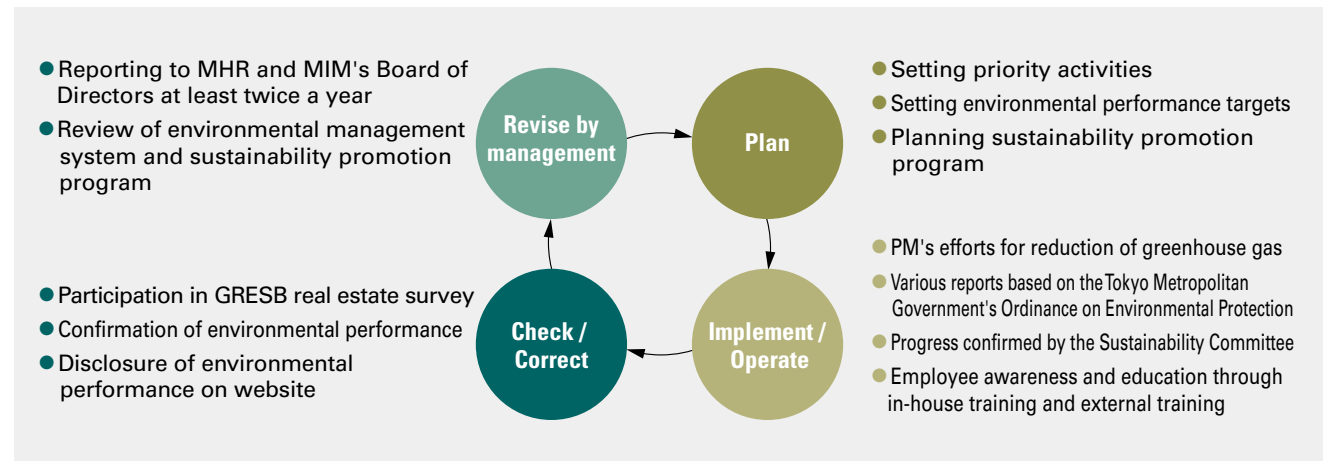 ● Reporting to MHR and MIM's Board of
Directors at least twice a year
● Review of environmental management
system and sustainability promotion
program
Revise by
management
Plan
● Setting priority activities
● Setting environmental performance targets
● Planning sustainability promotion
program
● Participation in GRESB real estate survey
● Confirmation of environmental performance
● Disclosure of environmental
performance on website
Check /
Correct
Implement /
Operate
● PM's efforts for reduction of greenhouse gas
● Various reports based on the Tokyo Metropolitan
Government's Ordinance on Environmental Protection
● Progress confirmed by the Sustainability Committee
● Employee awareness and education through
in-house training and external training